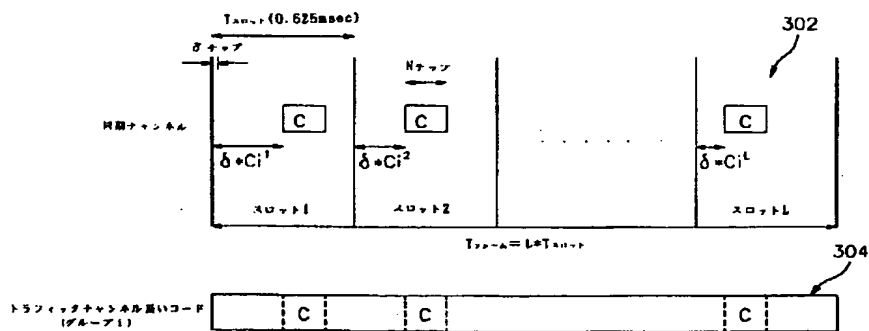 Tスロット(0.625msec)
δチップ
Nチップ
302
同期チャンネル
C
C
C
δ*Ci¹
δ*Ci²
δ*Ciᴸ
スロット1
スロット2
. . . . . .
スロットL
Tフレーム=L*Tスロット
304
トラフィックチャンネル長いコード
(グループi)
C
C
C